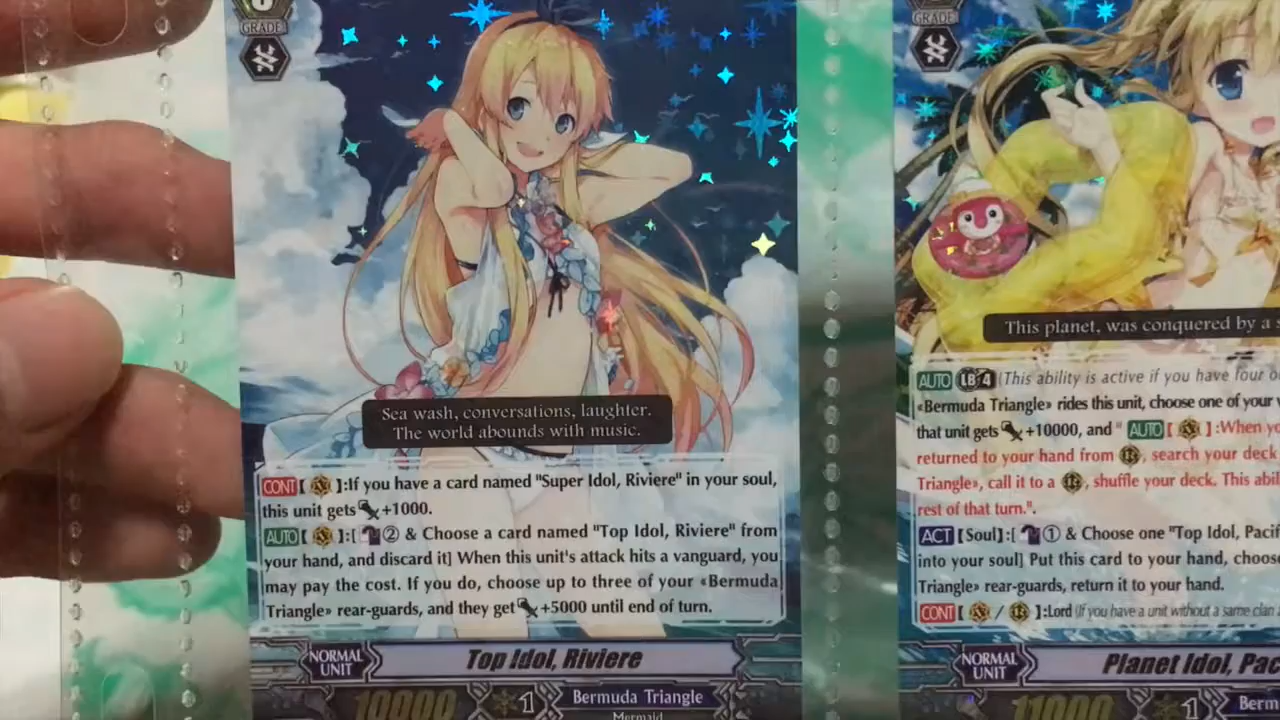 GRADE
Sea wash, conversations, laughter.
The world abounds with music.
CONT[ ]:If you have a card named "Super Idol, Riviere" in your soul,
this unit gets +1000.
AUTO[ ]:[ ② & Choose a card named "Top Idol, Riviere" from
your hand, and discard it] When this unit's attack hits a vanguard, you
may pay the cost. If you do, choose up to three of your «Bermuda
Triangle» rear-guards, and they get +5000 until end of turn.
NORMAL
UNIT
Top Idol, Riviere
10000
1
Bermuda Triangle
Mermaid
GRADE
This planet, was conquered by a
AUTO LB 4 (This ability is active if you have four
«Bermuda Triangle» rides this unit, choose one of your
that unit gets +10000, and "AUTO[ ]:When
returned to your hand from , search your deck
Triangle», call it to a , shuffle your deck. This
rest of that turn.".
ACT [Soul]:[ ① & Choose one "Top Idol,
into your soul] Put this card to your hand,
Triangle» rear-guards, return it to your hand.
CONT[ / ]:Lord (If you have a unit without a same clan
NORMAL
UNIT
Planet Idol,
11000
1